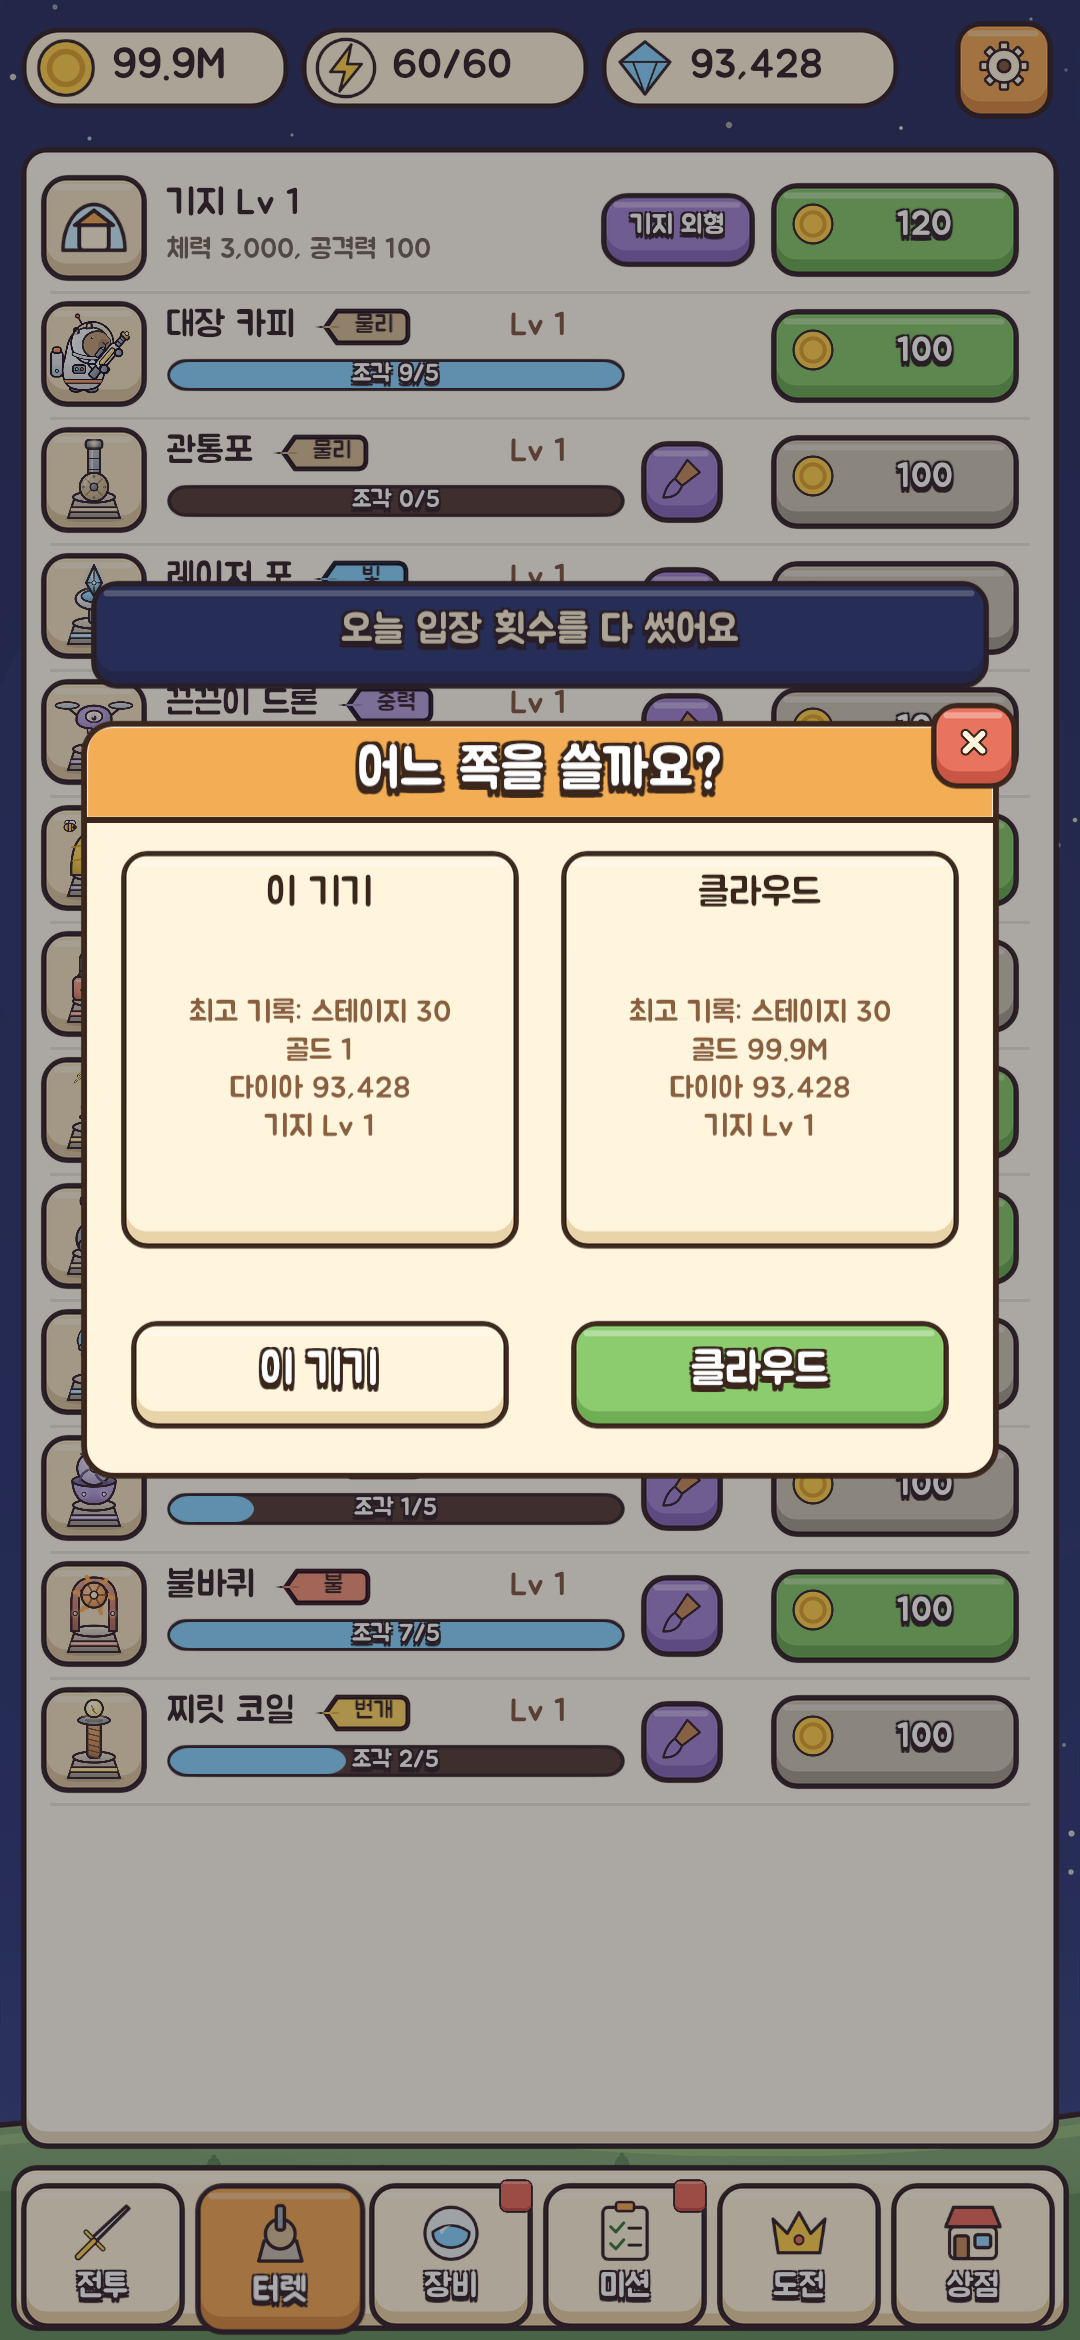 99.9M
60/60
93,428
기지 Lv 1
체력 3,000, 공격력 100
기지 외형
120
대장 카피
물리
Lv 1
조각 9/5
100
관통포
물리
Lv 1
조각 0/5
100
레이저 포
빛
Lv 1
오늘 입장 횟수를 다 썼어요
끈끈이 드론
중력
Lv 1
어느 쪽을 쓸까요?
이 기기
최고 기록: 스테이지 30
골드 1
다이아 93,428
기지 Lv 1
클라우드
최고 기록: 스테이지 30
골드 99.9M
다이아 93,428
기지 Lv 1
이 기기
클라우드
조각 1/5
100
불바퀴
불
Lv 1
조각 7/5
100
찌릿 코일
번개
Lv 1
조각 2/5
100
전투
터렛
장비
미션
도전
상점